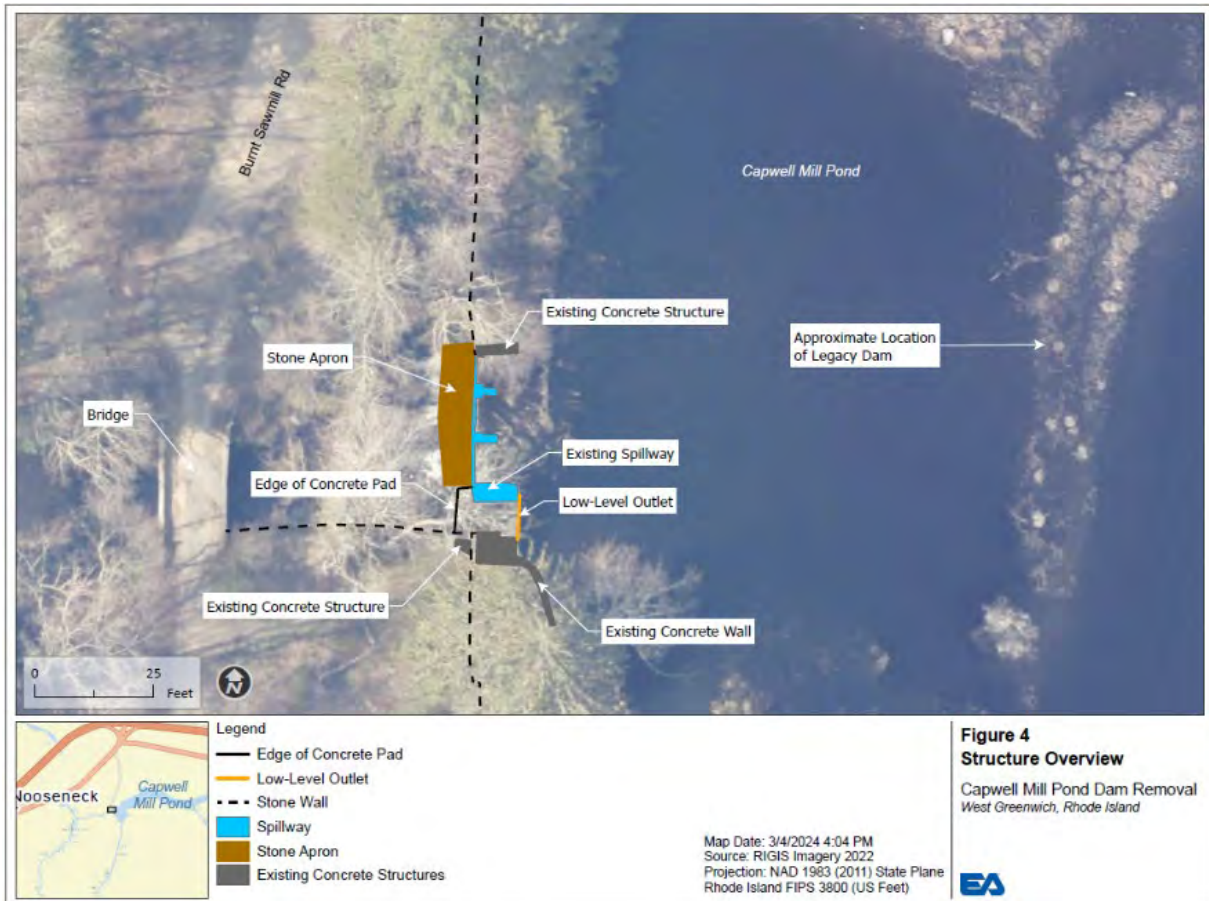 Burnt Sawmill Rd
Capwell Mill Pond
Existing Concrete Structure
Stone Apron
Approximate Location
of Legacy Dam
Bridge
Existing Spillway
Edge of Concrete Pad
Low-Level Outlet
Existing Concrete Structure
Existing Concrete Wall
0 25
Feet
N
Nooseneck
Capwell
Mill Pond
Legend
Edge of Concrete Pad
Low-Level Outlet
Stone Wall
Spillway
Stone Apron
Existing Concrete Structures
Map Date: 3/4/2024 4:04 PM
Source: RIGIS Imagery 2022
Projection: NAD 1983 (2011) State Plane
Rhode Island FIPS 3800 (US Feet)
Figure 4
Structure Overview
Capwell Mill Pond Dam Removal
West Greenwich, Rhode Island
EA